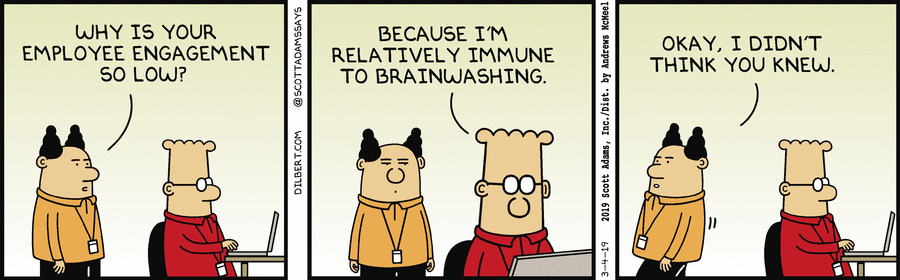 WHY IS YOUR
EMPLOYEE ENGAGEMENT
SO LOW?
DILBERT.COM @SCOTTADAMSSAYS
BECAUSE I'M
RELATIVELY IMMUNE
TO BRAINWASHING.
3-4-19 2019 Scott Adams, Inc./Dist. by Andrews McMeel
OKAY, I DIDN'T
THINK YOU KNEW.